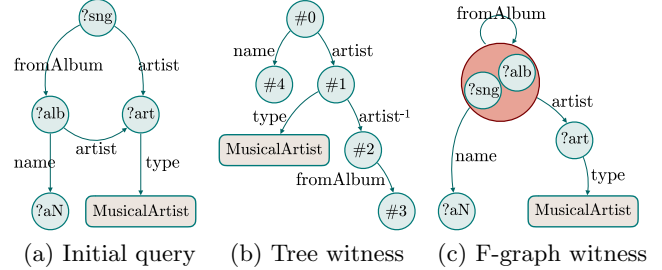 ?sng
fromAlbum
artist
?alb
?art
artist
name
type
?aN
MusicalArtist
(a) Initial query
#0
name
artist
#4
#1
type
artist-1
MusicalArtist
#2
fromAlbum
#3
(b) Tree witness
fromAlbum
?alb
?sng
artist
?art
name
type
?aN
MusicalArtist
(c) F-graph witness